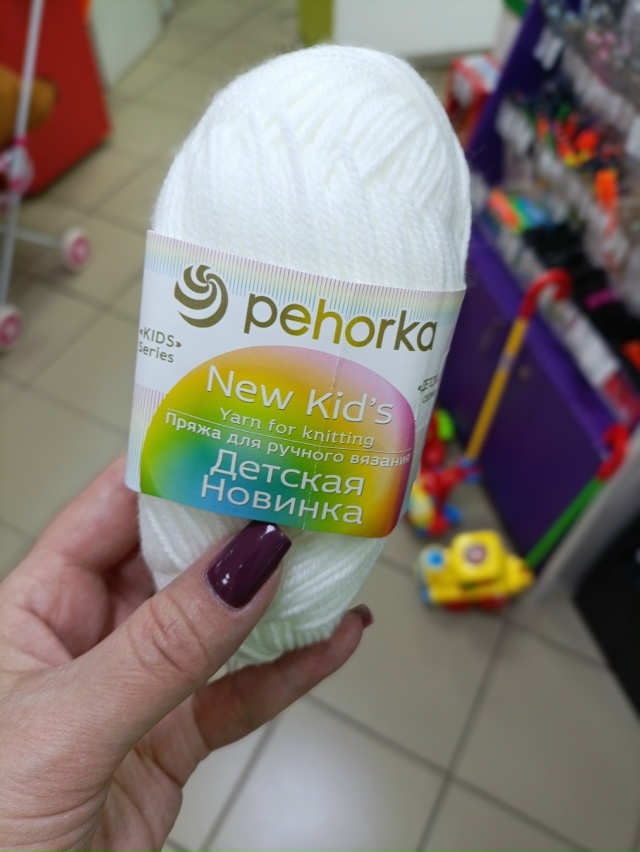 pehorka
«KIDS»
Series
New Kid's
Yarn for knitting
Пряжа для ручного вязания
Детская
Новинка